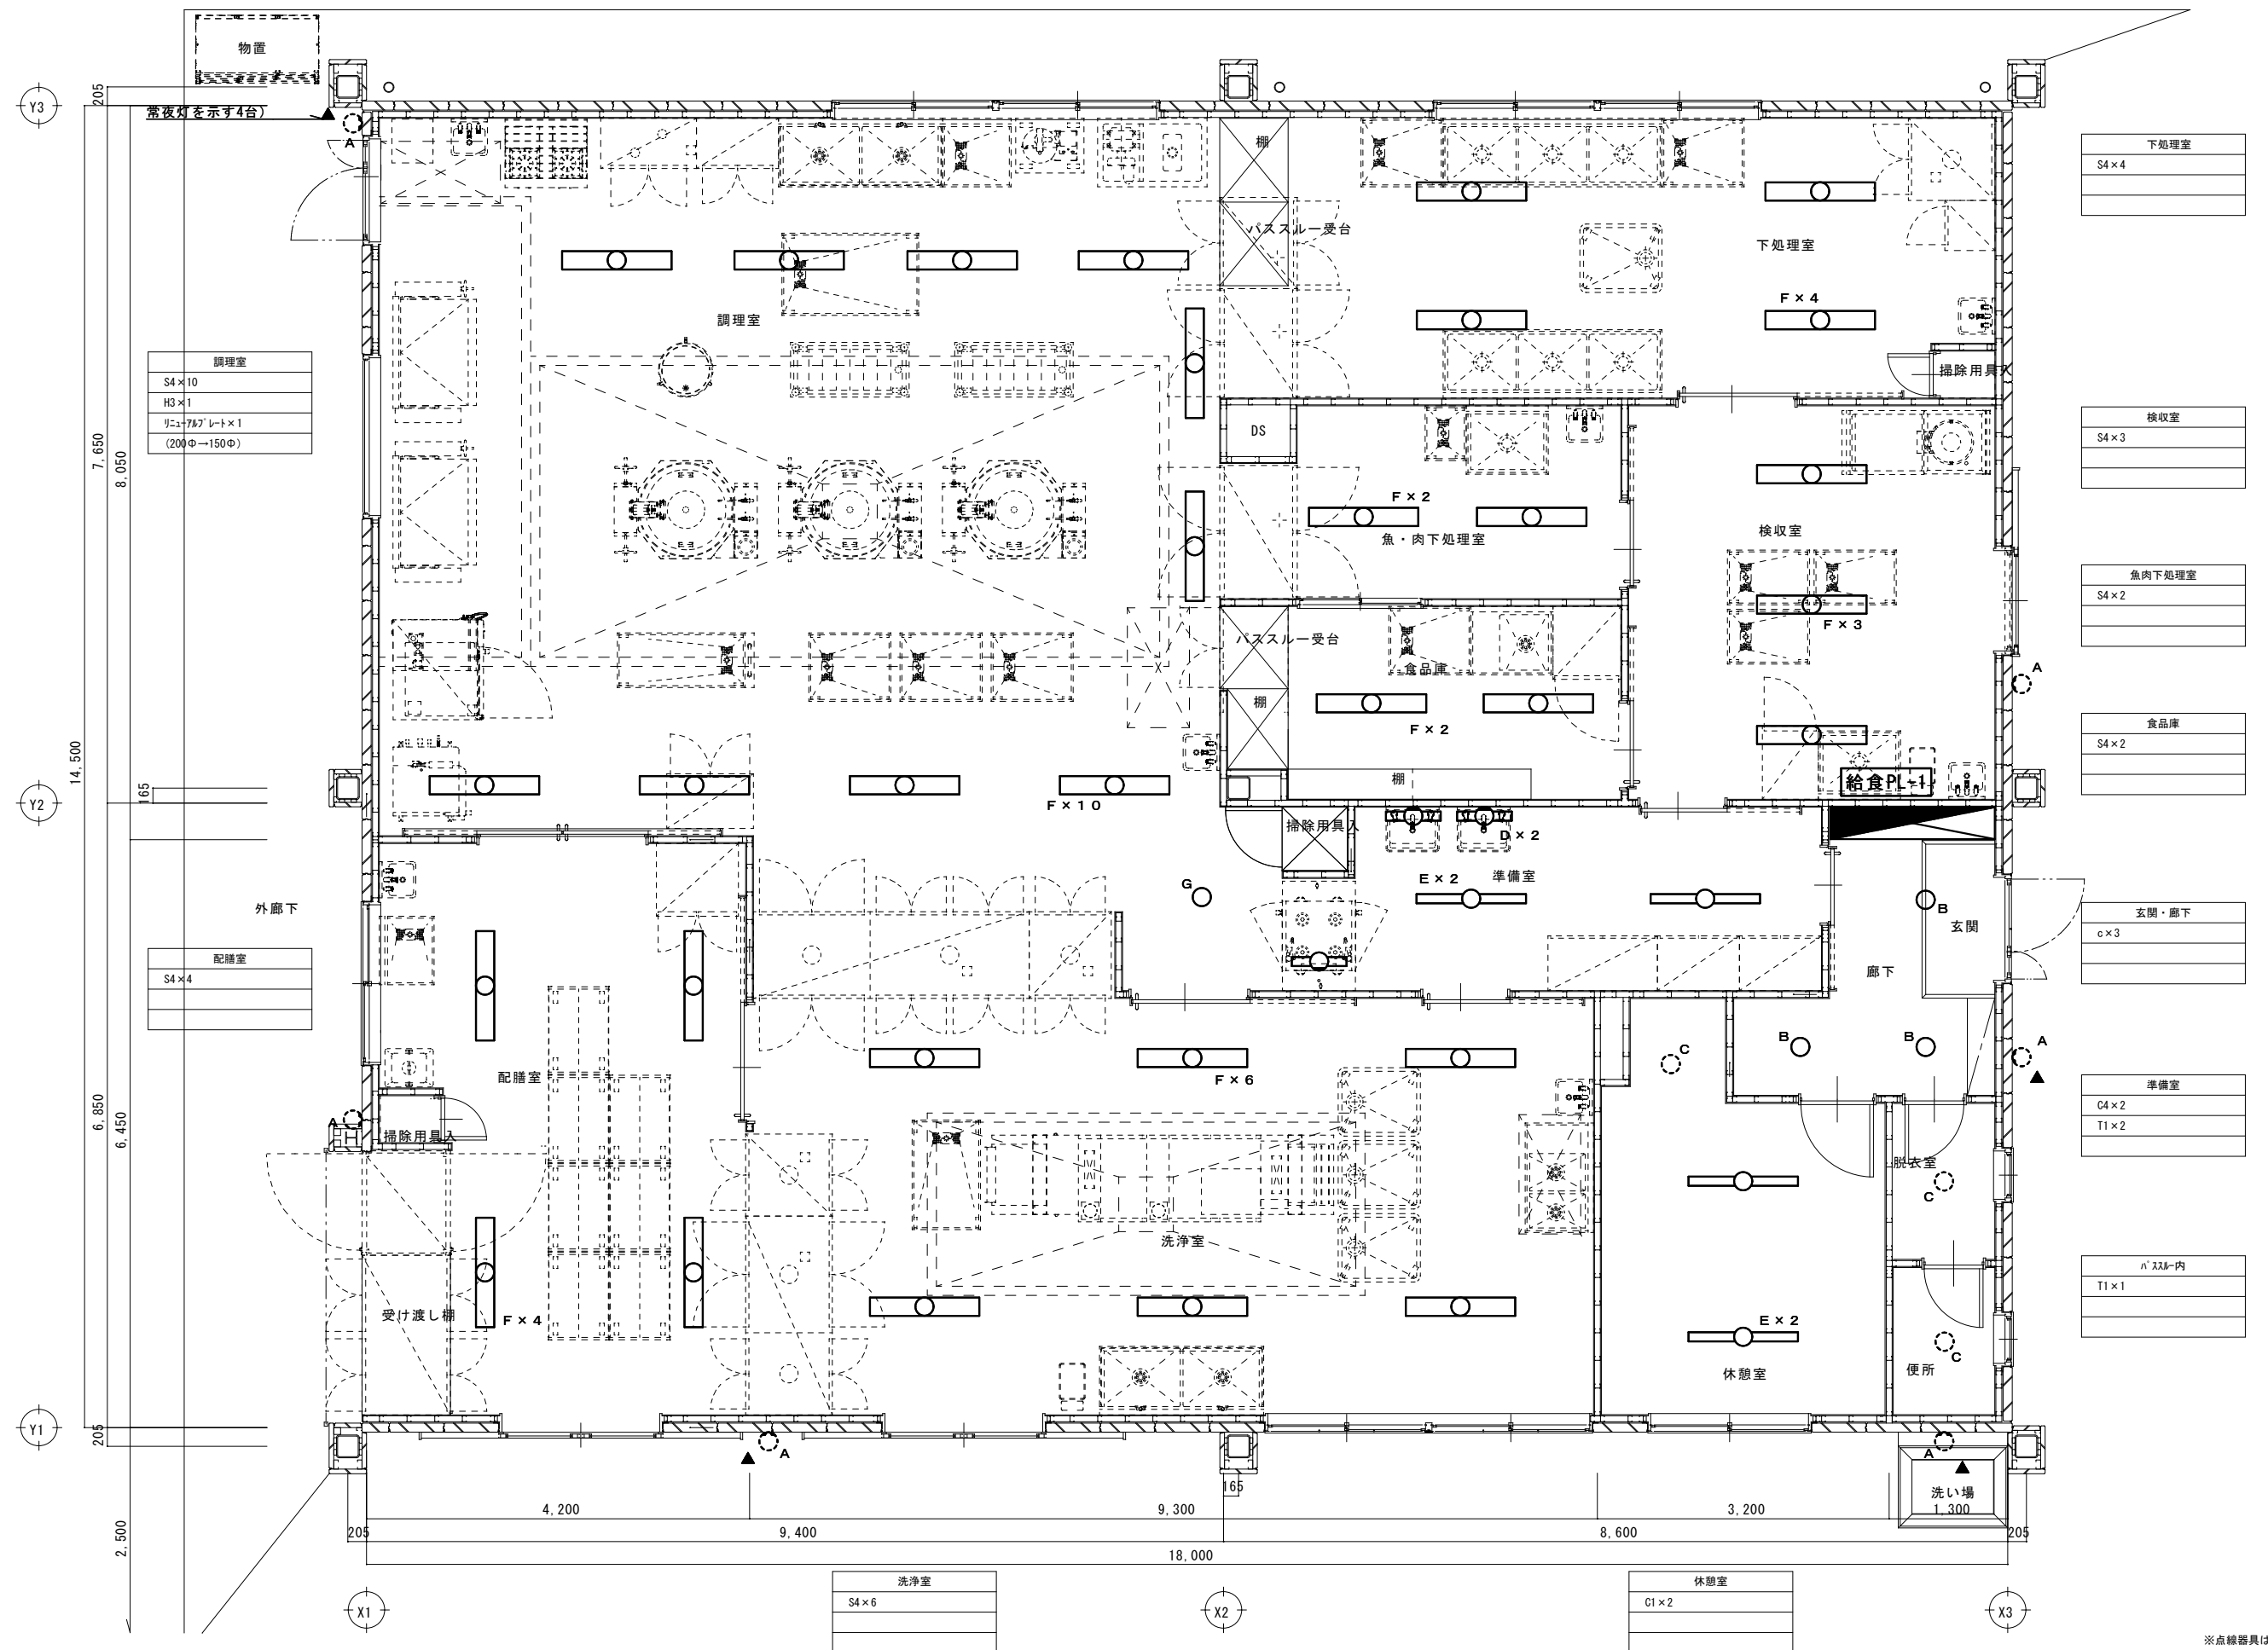 物置
Y3
205
常夜灯を示す4台)
A
棚
パススルー受台
下処理室
F×4
調理室
掃除用具入
下処理室
S4×4
調理室
S4×10
H3×1
リニューアルプレート×1
(200Φ→150Φ)
7,650
8,050
DS
F×2
魚・肉下処理室
検収室
F×3
検収室
S4×3
魚肉下処理室
S4×2
パススルー受台
食品庫
棚
F×2
A
食品庫
S4×2
14,500
165
Y2
棚
給食PL-1
F×10
掃除用具入
D×2
E×2
準備室
G
B
玄関
廊下
外廊下
玄関・廊下
c×3
配膳室
S4×4
配膳室
F×6
C
B
B
A
準備室
C4×2
T1×2
6,850
6,450
A
掃除用具入
脱衣室
C
洗浄室
受け渡し棚
F×4
E×2
C
便所
休憩室
パススルー内
T1×1
Y1
205
A
A
洗い場
165
4,200
9,300
3,200
1,300
205
9,400
8,600
205
18,000
2,500
X1
X2
X3
洗浄室
S4×6
休憩室
C1×2
※点線器具は